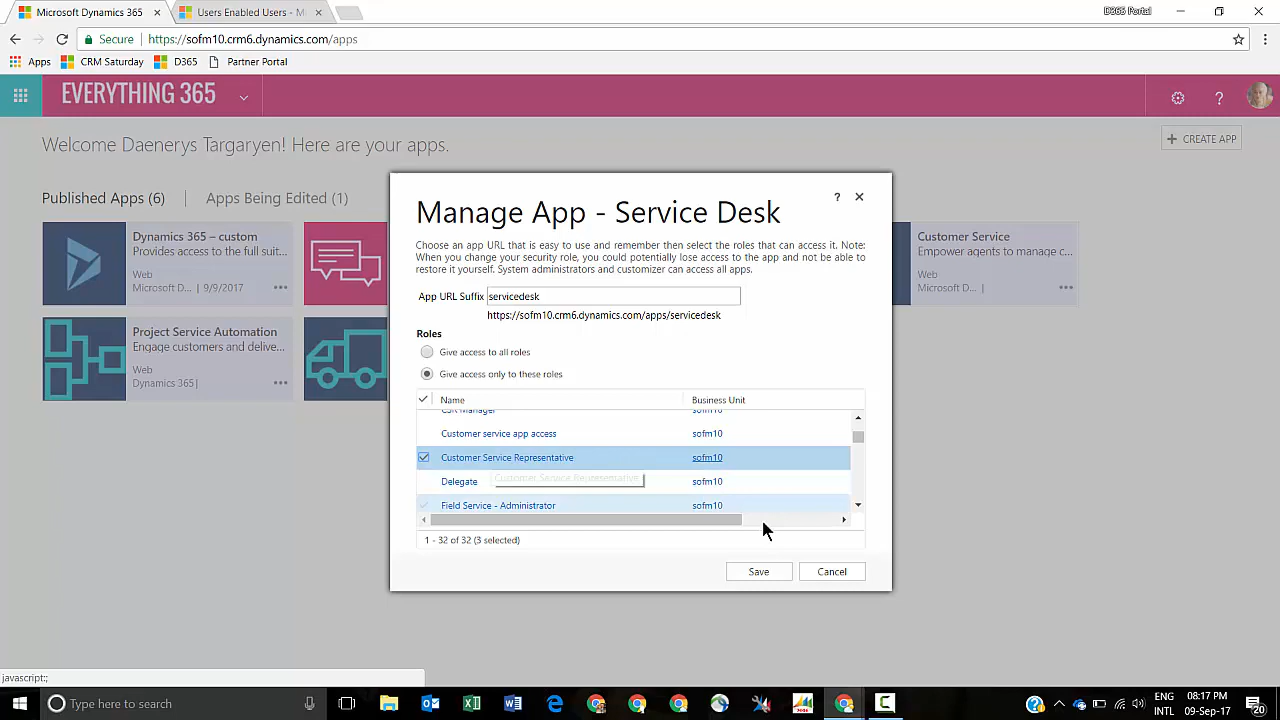 Microsoft Dynamics 365
Users Enabled Users - M
D365 Portal
Secure
https://sofm10.crm6.dynamics.com/apps
Apps
CRM Saturday
D365
Partner Portal
EVERYTHING 365
?
Welcome Daenerys Targaryen! Here are your apps.
+ CREATE APP
Published Apps (6)
Apps Being Edited (1)
Dynamics 365 – custom
Provides access to the full suit...
Web
Microsoft D... | 9/9/2017
•••
Customer Service
Empower agents to manage c...
Web
Microsoft D... |
•••
Project Service Automation
Engage customers and delive...
Web
Dynamics 365|
•••
?
Manage App - Service Desk
Choose an app URL that is easy to use and remember then select the roles that can access it. Note:
When you change your security role, you could potentially lose access to the app and not be able to
restore it yourself. System administrators and customizer can access all apps.
App URL Suffix
servicedesk
https://sofm10.crm6.dynamics.com/apps/servicedesk
Roles
Give access to all roles
Give access only to these roles
Name
Business Unit
CSR Manager
sofm10
Customer service app access
sofm10
Customer Service Representative
sofm10
Customer Service Representative
Delegate
sofm10
Field Service - Administrator
sofm10
1 - 32 of 32 (3 selected)
Save
Cancel
javascript:;
Type here to search
ENG
INTL
08:17 PM
09-Sep-17
20